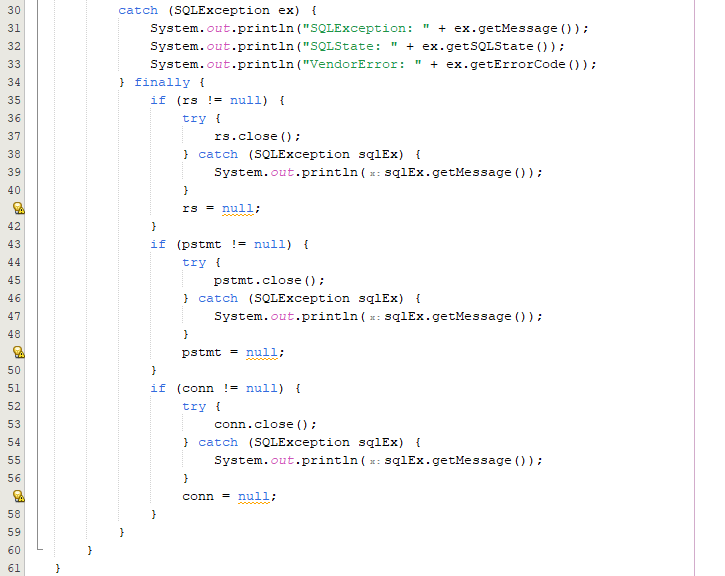 30 catch (SQLException ex) {
31 System.out.println("SQLException: " + ex.getMessage());
32 System.out.println("SQLState: " + ex.getSQLState());
33 System.out.println("VendorError: " + ex.getErrorCode());
34 } finally {
35 if (rs != null) {
36 try {
37 rs.close();
38 } catch (SQLException sqlEx) {
39 System.out.println( x: sqlEx.getMessage());
40 }
rs = null;
42 }
43 if (pstmt != null) {
44 try {
45 pstmt.close();
46 } catch (SQLException sqlEx) {
47 System.out.println( x: sqlEx.getMessage());
48 }
pstmt = null;
50 }
51 if (conn != null) {
52 try {
53 conn.close();
54 } catch (SQLException sqlEx) {
55 System.out.println( x: sqlEx.getMessage());
56 }
conn = null;
58 }
59 }
60 }
61 }